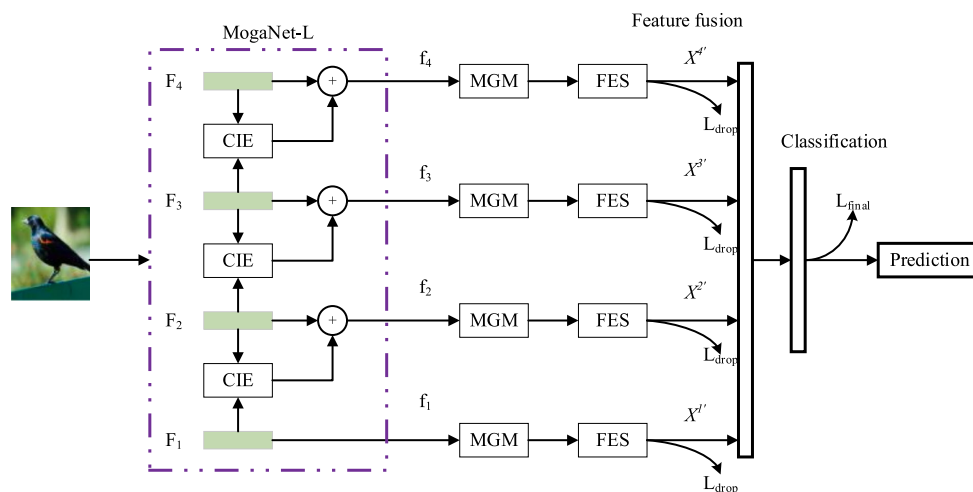 MogaNet-L
Feature fusion
F4
+
f4
MGM
FES
X4'
Ldrop
CIE
Classification
F3
+
f3
MGM
FES
X3'
Ldrop
Lfinal
CIE
Prediction
F2
+
f2
MGM
FES
X2'
Ldrop
CIE
F1
f1
MGM
FES
X1'
Ldrop